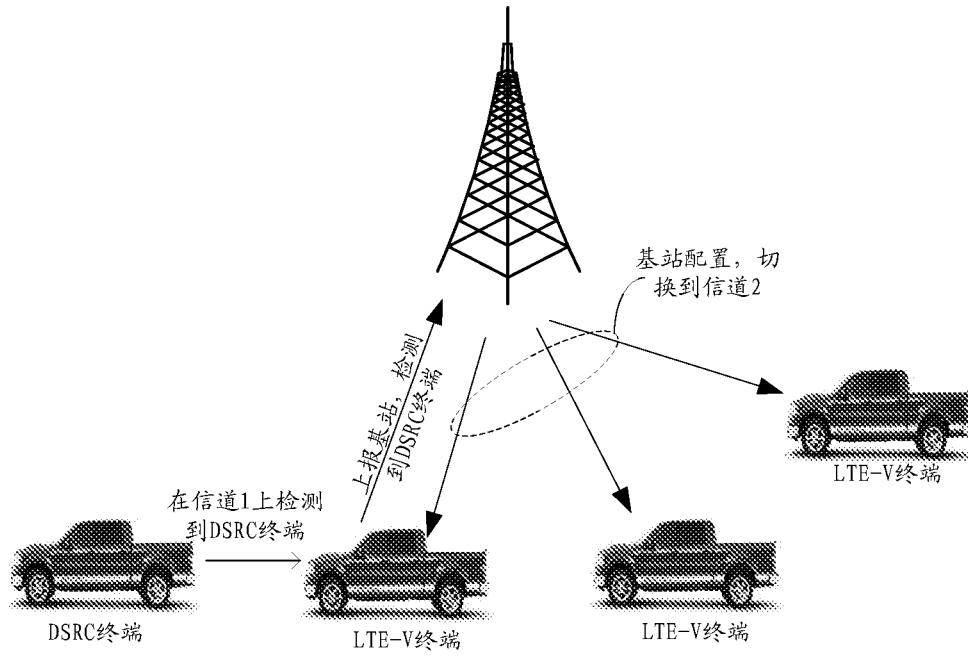 基站配置，切
换到信道2
上报基站，检测
到DSRC终端
LTE-V终端
在信道1上检测
到DSRC终端
DSRC终端
LTE-V终端
LTE-V终端